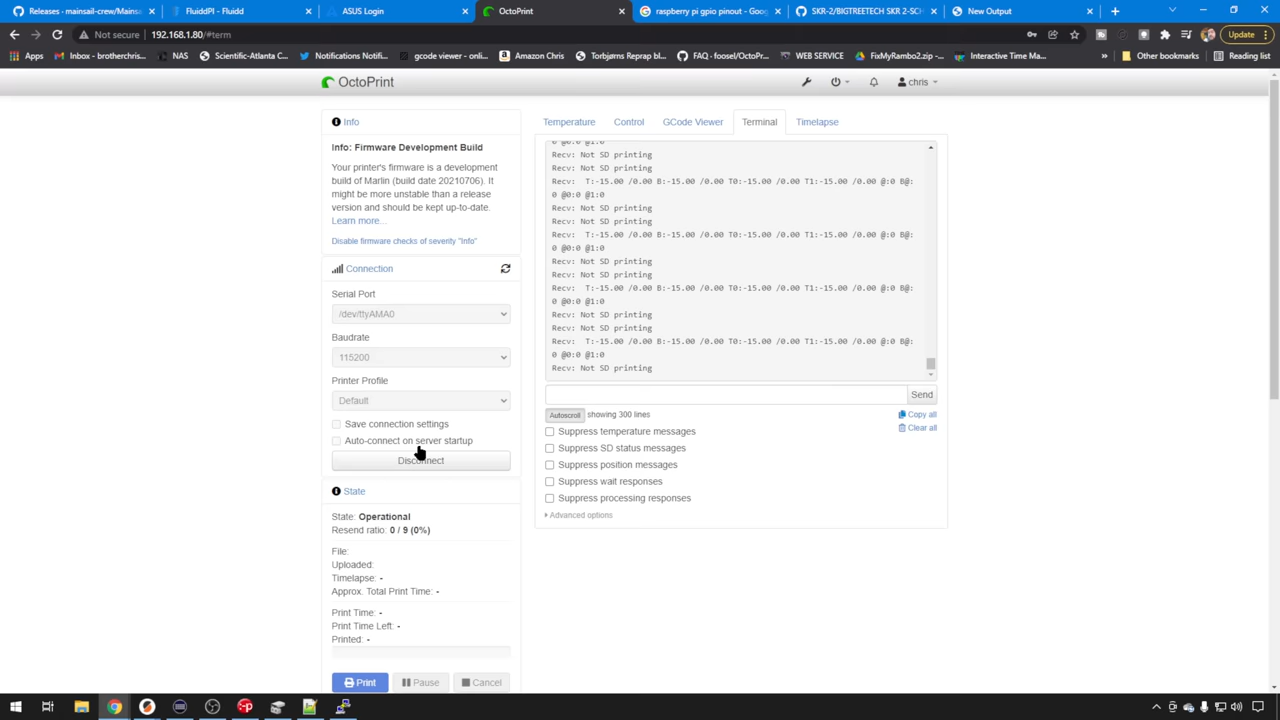 Releases · mainsail-crew/Mainsa
FluiddPI - Fluidd
ASUS Login
OctoPrint
raspberry pi gpio pinout - Goog
SKR-2/BIGTREETECH SKR 2-SCH
New Output
Not secure
192.168.1.80/#term
Update
Apps
Inbox - brotherchris...
NAS
Scientific-Atlanta C...
Notifications Notifi...
gcode viewer - onli...
Amazon Chris
Torbjørns Reprap bl...
FAQ · foosel/OctoPr...
WEB SERVICE
FixMyRambo2.zip -...
Interactive Time Ma...
Other bookmarks
Reading list
OctoPrint
chris
Info
Info: Firmware Development Build
Your printer's firmware is a development
build of Marlin (build date 20210706). It
might be more unstable than a release
version and should be kept up-to-date.
Learn more...
Disable firmware checks of severity "Info"
Connection
Serial Port
/dev/ttyAMA0
Baudrate
115200
Printer Profile
Default
Save connection settings
Auto-connect on server startup
Disconnect
State
State: Operational
Resend ratio: 0 / 9 (0%)
File:
Uploaded:
Timelapse: -
Approx. Total Print Time: -
Print Time: -
Print Time Left: -
Printed: -
Print
Pause
Cancel
Temperature
Control
GCode Viewer
Terminal
Timelapse
0 @0:0 @1:0
Recv: Not SD printing
Recv: Not SD printing
Recv:  T:-15.00 /0.00 B:-15.00 /0.00 T0:-15.00 /0.00 T1:-15.00 /0.00 @:0 B@:
0 @0:0 @1:0
Recv: Not SD printing
Recv: Not SD printing
Recv:  T:-15.00 /0.00 B:-15.00 /0.00 T0:-15.00 /0.00 T1:-15.00 /0.00 @:0 B@:
0 @0:0 @1:0
Recv: Not SD printing
Recv: Not SD printing
Recv:  T:-15.00 /0.00 B:-15.00 /0.00 T0:-15.00 /0.00 T1:-15.00 /0.00 @:0 B@:
0 @0:0 @1:0
Recv: Not SD printing
Recv: Not SD printing
Recv:  T:-15.00 /0.00 B:-15.00 /0.00 T0:-15.00 /0.00 T1:-15.00 /0.00 @:0 B@:
0 @0:0 @1:0
Recv: Not SD printing
Send
Autoscroll
showing 300 lines
Copy all
Clear all
Suppress temperature messages
Suppress SD status messages
Suppress position messages
Suppress wait responses
Suppress processing responses
Advanced options